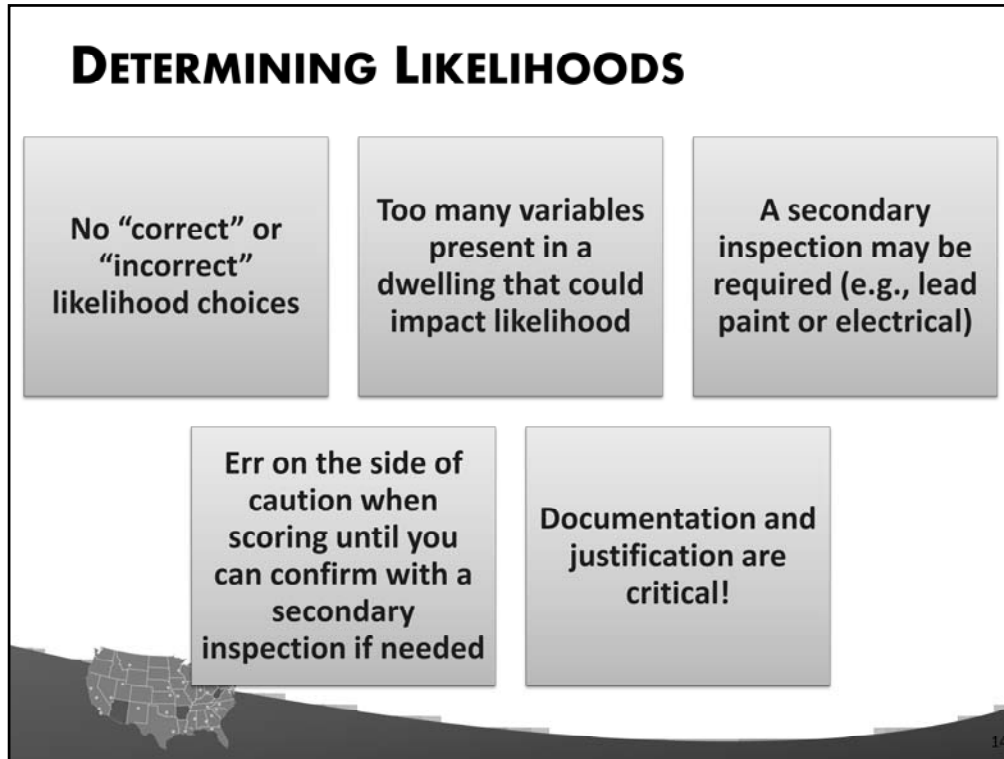 DETERMINING LIKELIHOODS
No “correct” or
“incorrect”
likelihood choices
Too many variables
present in a
dwelling that could
impact likelihood
A secondary
inspection may be
required (e.g., lead
paint or electrical)
Err on the side of
caution when
scoring until you
can confirm with a
secondary
inspection if needed
Documentation and
justification are
critical!
14